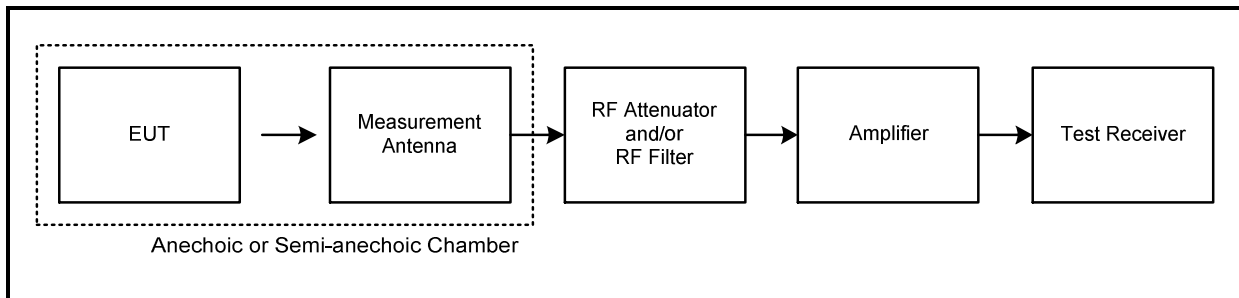 EUT
Measurement
Antenna
RF Attenuator
and/or
RF Filter
Amplifier
Test Receiver
Anechoic or Semi-anechoic Chamber